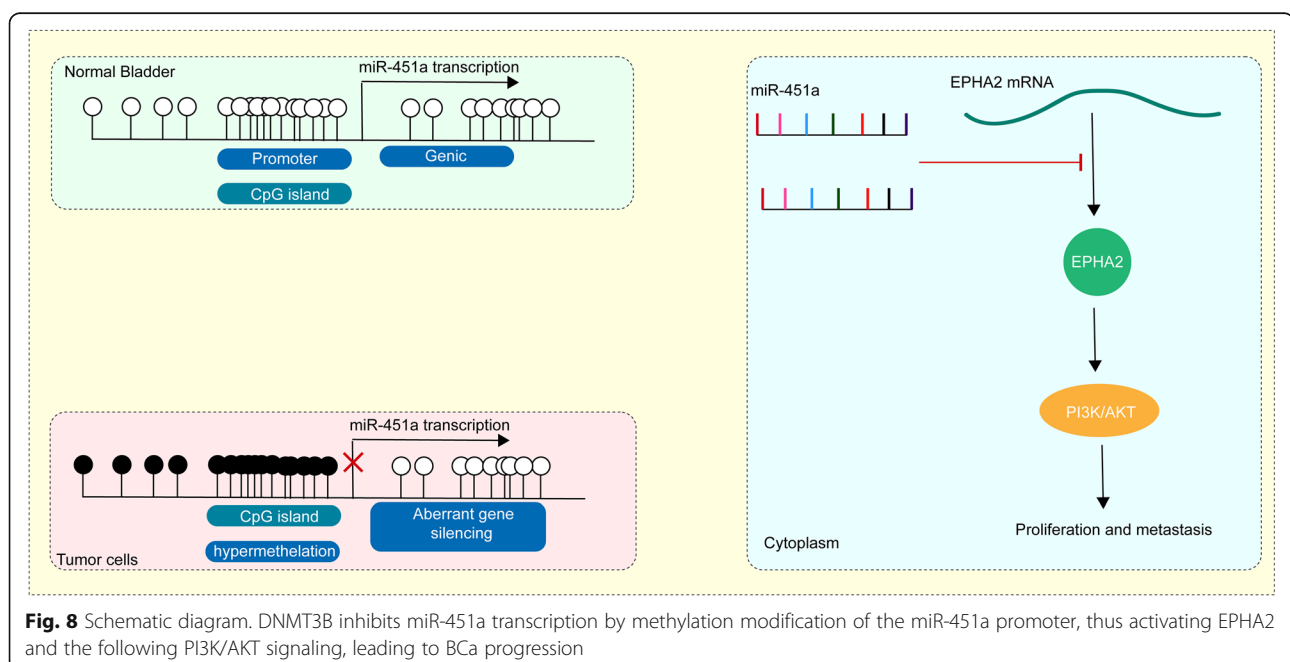 Normal Bladder
miR-451a transcription
Promoter
Genic
CpG island
miR-451a transcription
CpG island
Aberrant gene
silencing
hypermethelation
Tumor cells
miR-451a
EPHA2 mRNA
EPHA2
PI3K/AKT
Proliferation and metastasis
Cytoplasm
Fig. 8 Schematic diagram. DNMT3B inhibits miR-451a transcription by methylation modification of the miR-451a promoter, thus activating EPHA2
and the following PI3K/AKT signaling, leading to BCa progression